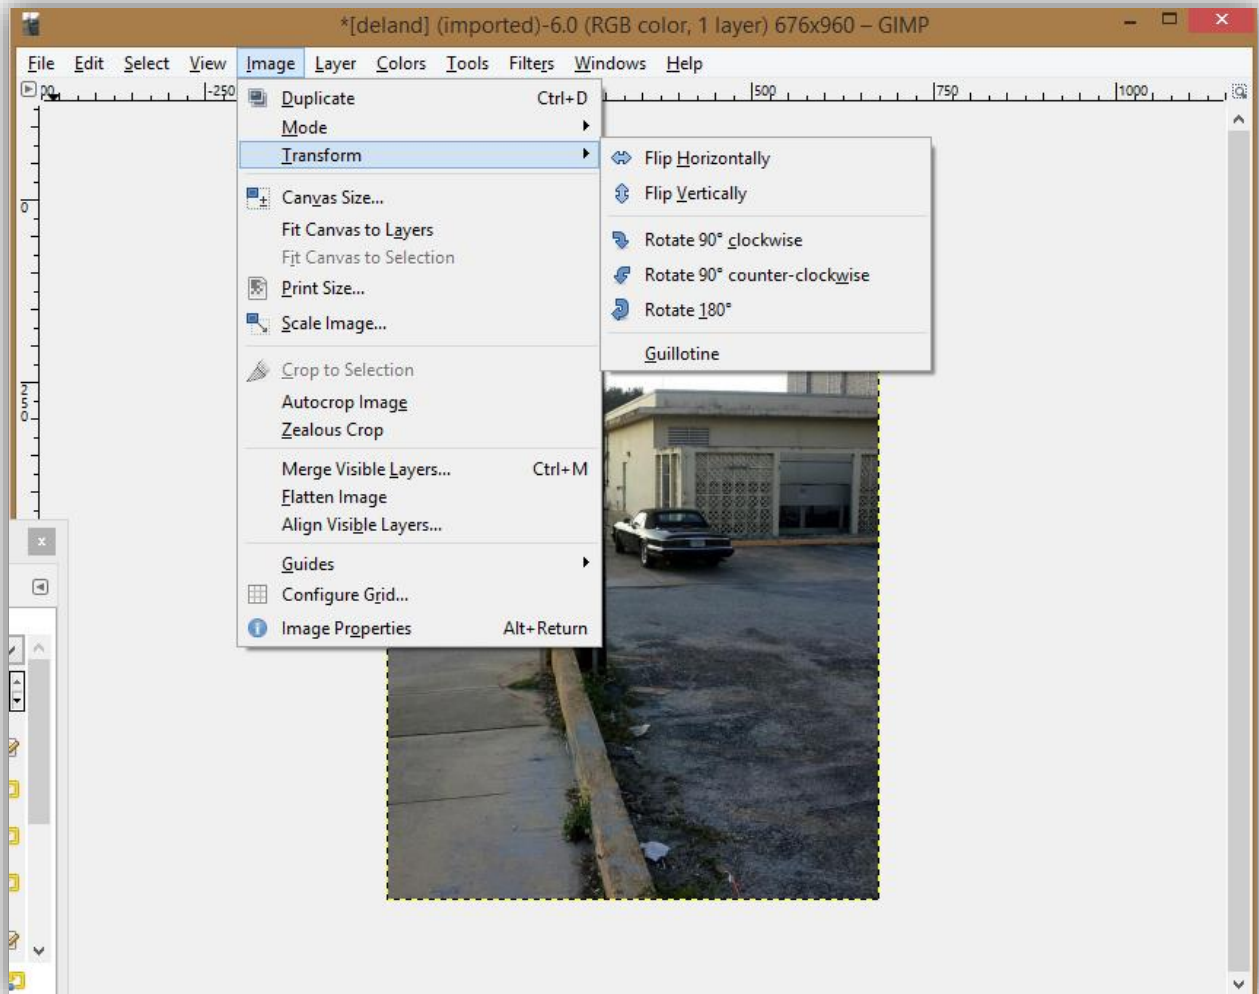 *[deland] (imported)-6.0 (RGB color, 1 layer) 676x960 – GIMP
File Edit Select View Image Layer Colors Tools Filters Windows Help
-250 500 750 1000
Duplicate Ctrl+D
Mode
Transform
Flip Horizontally
Flip Vertically
Rotate 90° clockwise
Rotate 90° counter-clockwise
Rotate 180°
Guillotine
Canvas Size...
Fit Canvas to Layers
Fit Canvas to Selection
Print Size...
Scale Image...
Crop to Selection
Autocrop Image
Zealous Crop
Merge Visible Layers... Ctrl+M
Flatten Image
Align Visible Layers...
Guides
Configure Grid...
Image Properties Alt+Return
0
250